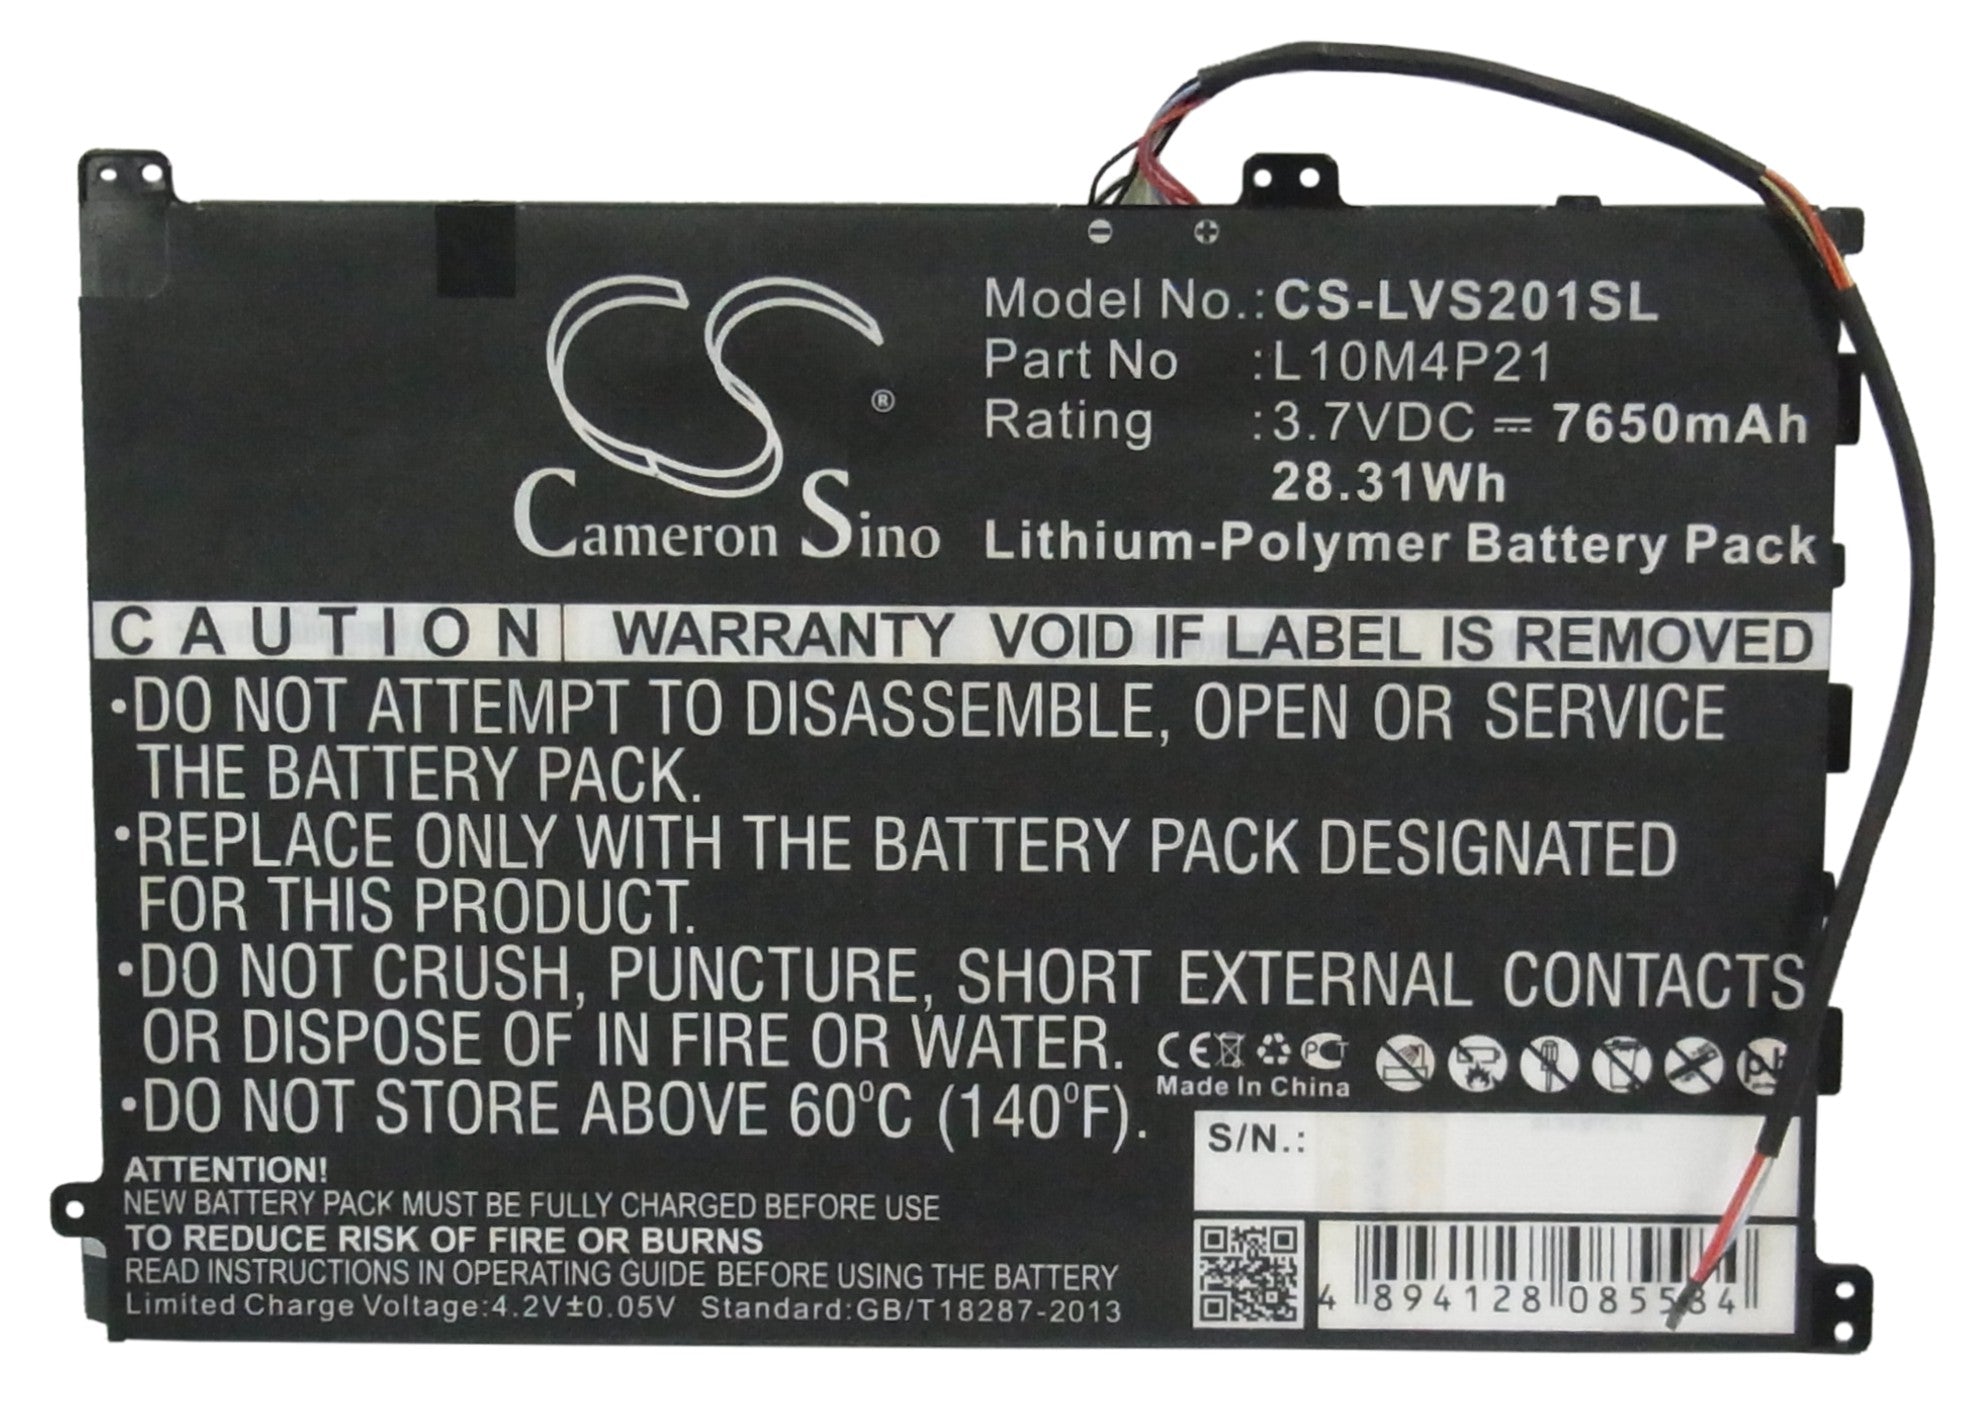 Cameron Sino ®
Model No.: CS-LVS201SL
Part No : L10M4P21
Rating : 3.7VDC ⎓ 7650mAh
28.31Wh
Lithium-Polymer Battery Pack
CAUTION WARRANTY VOID IF LABEL IS REMOVED
•DO NOT ATTEMPT TO DISASSEMBLE, OPEN OR SERVICE
THE BATTERY PACK.
•REPLACE ONLY WITH THE BATTERY PACK DESIGNATED
FOR THIS PRODUCT.
•DO NOT CRUSH, PUNCTURE, SHORT EXTERNAL CONTACTS
OR DISPOSE OF IN FIRE OR WATER.
•DO NOT STORE ABOVE 60°C (140°F).
CE PCT
Made In China
ATTENTION!
NEW BATTERY PACK MUST BE FULLY CHARGED BEFORE USE
TO REDUCE RISK OF FIRE OR BURNS
READ INSTRUCTIONS IN OPERATING GUIDE BEFORE USING THE BATTERY
Limited Charge Voltage:4.2V±0.05V Standard:GB/T18287-2013
S/N.:
4 894128 085584